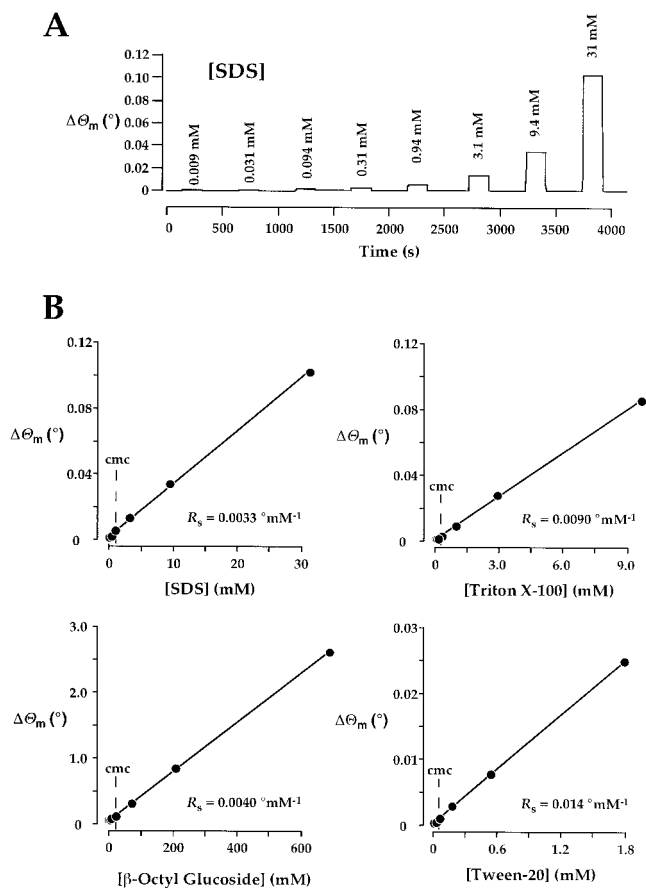 A
[SDS]
ΔΘm (°)
0.12
0.10
0.08
0.06
0.04
0.02
0
0.009 mM
0.031 mM
0.094 mM
0.31 mM
0.94 mM
3.1 mM
9.4 mM
31 mM
0 500 1000 1500 2000 2500 3000 3500 4000
Time (s)
B
0.12
0.08
0.04
0
ΔΘm (°)
cmc
Rs = 0.0033 °mM-1
0 10 20 30
[SDS] (mM)
0.12
0.08
0.04
0
ΔΘm (°)
cmc
Rs = 0.0090 °mM-1
0 3.0 6.0 9.0
[Triton X-100] (mM)
3.0
2.0
1.0
0
ΔΘm (°)
cmc
Rs = 0.0040 °mM-1
0 200 400 600
[β-Octyl Glucoside] (mM)
0.03
0.02
0.01
0
ΔΘm (°)
cmc
Rs = 0.014 °mM-1
0 0.6 1.2 1.8
[Tween-20] (mM)